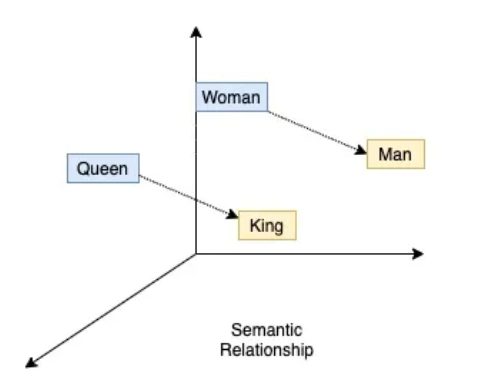 Woman
Man
Queen
King
Semantic
Relationship